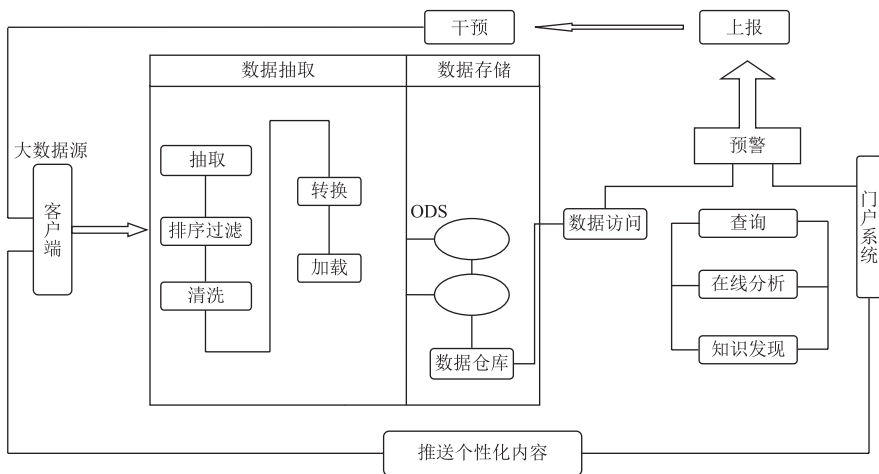 干预
上报
数据抽取
数据存储
预警
大数据源
客户端
抽取
排序过滤
清洗
转换
加载
ODS
数据仓库
数据访问
查询
在线分析
知识发现
门户系统
推送个性化内容